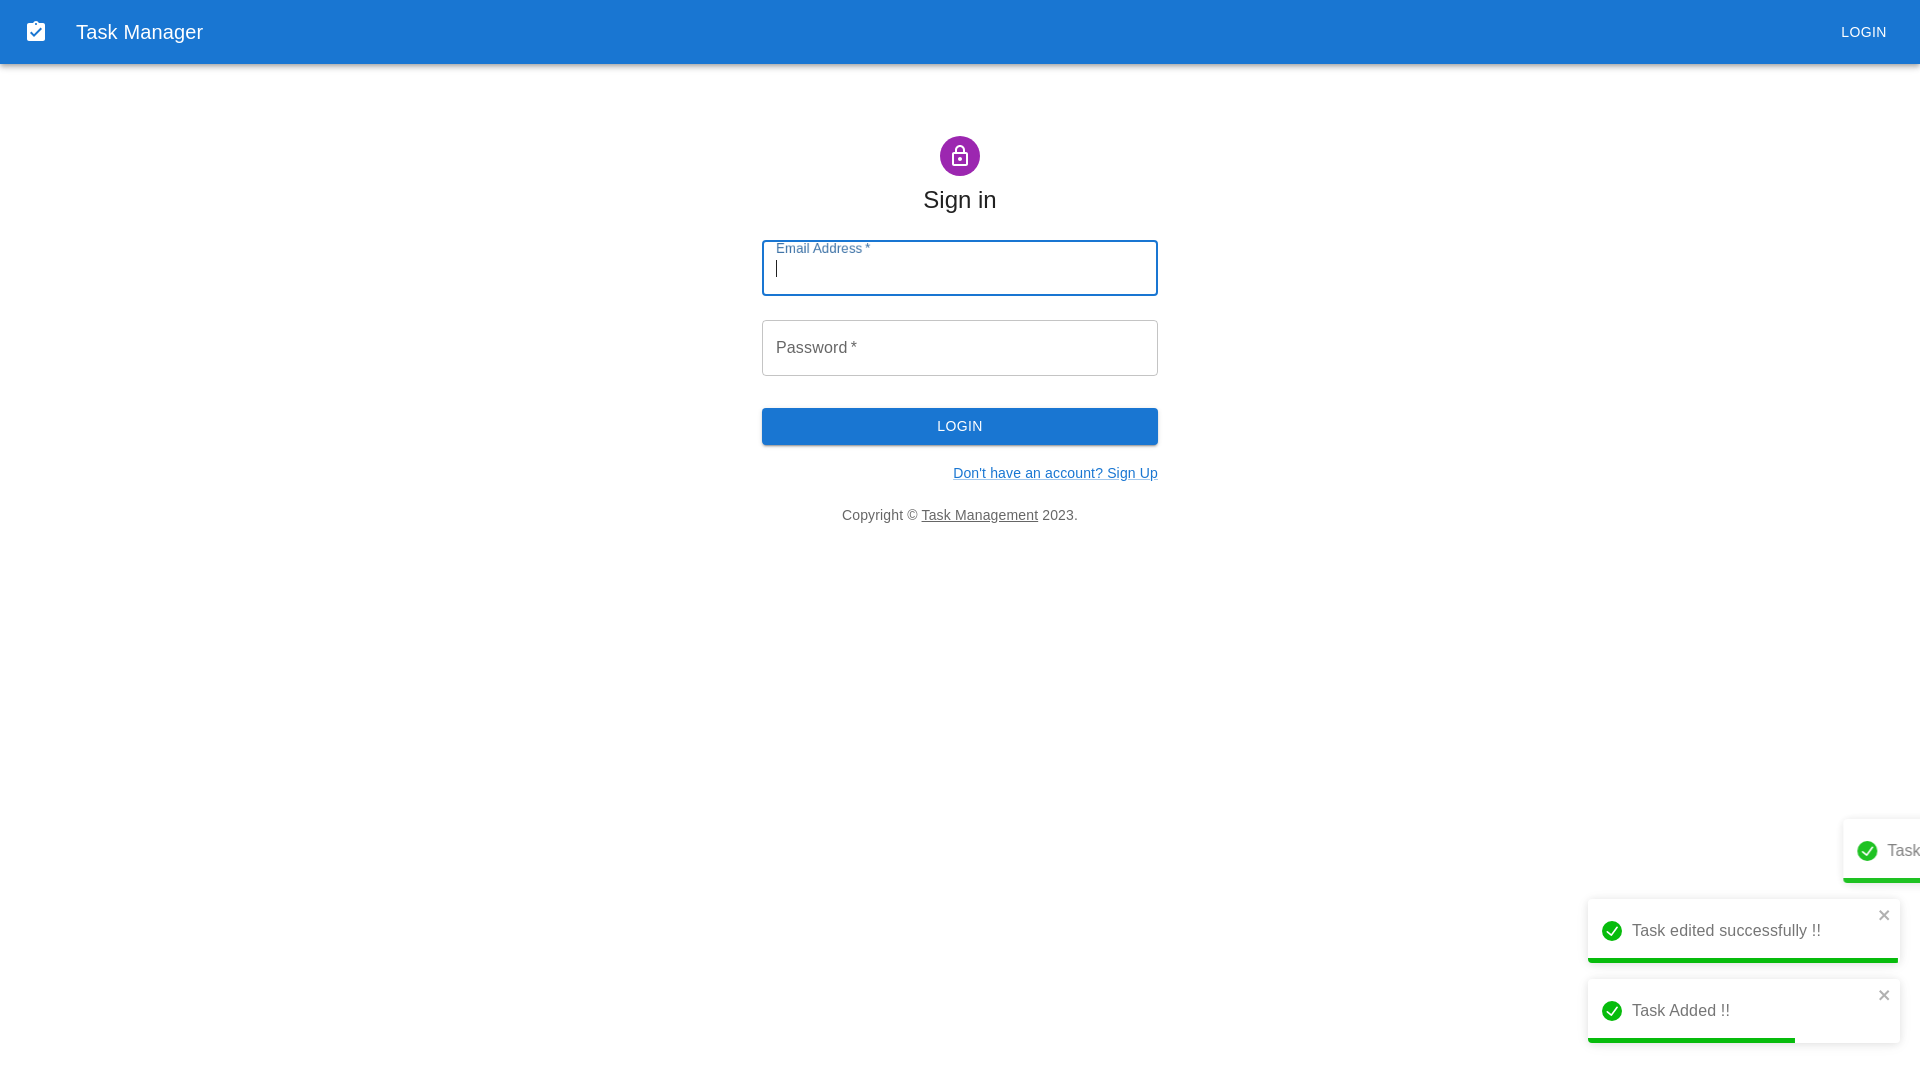 Task Manager
LOGIN
Sign in
Email Address *
Password *
LOGIN
Don't have an account? Sign Up
Copyright © Task Management 2023.
Task
Task edited successfully !!
Task Added !!